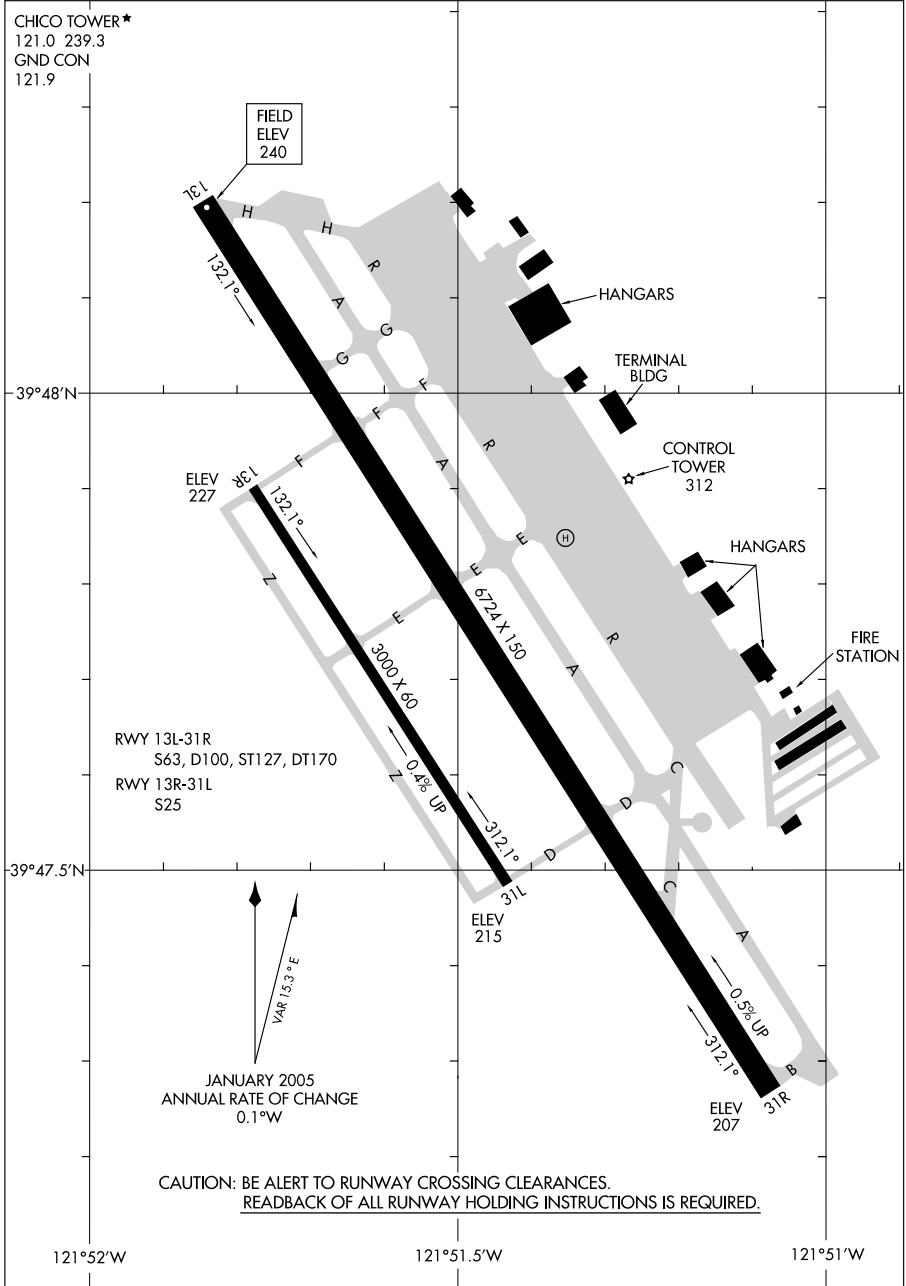 CHICO TOWER★
121.0 239.3
GND CON
121.9
FIELD
ELEV
240
13L
H
H
132.1°
R
A
HANGARS
G
G
TERMINAL
BLDG
F
F
39°48'N
R
F
CONTROL
TOWER
312
A
13R
ELEV
227
132.1°
E
H
E
HANGARS
Z
6724 X 150
E
R
FIRE
STATION
3000 X 60
A
RWY 13L-31R
S63, D100, ST127, DT170
RWY 13R-31L
S25
0.4% UP
Z
C
D
312.1°
D
39°47.5'N
C
31L
ELEV
215
A
VAR 15.3° E
0.5% UP
312.1°
B
JANUARY 2005
ANNUAL RATE OF CHANGE
0.1°W
31R
ELEV
207
CAUTION: BE ALERT TO RUNWAY CROSSING CLEARANCES.
READBACK OF ALL RUNWAY HOLDING INSTRUCTIONS IS REQUIRED.
121°52'W
121°51.5'W
121°51'W